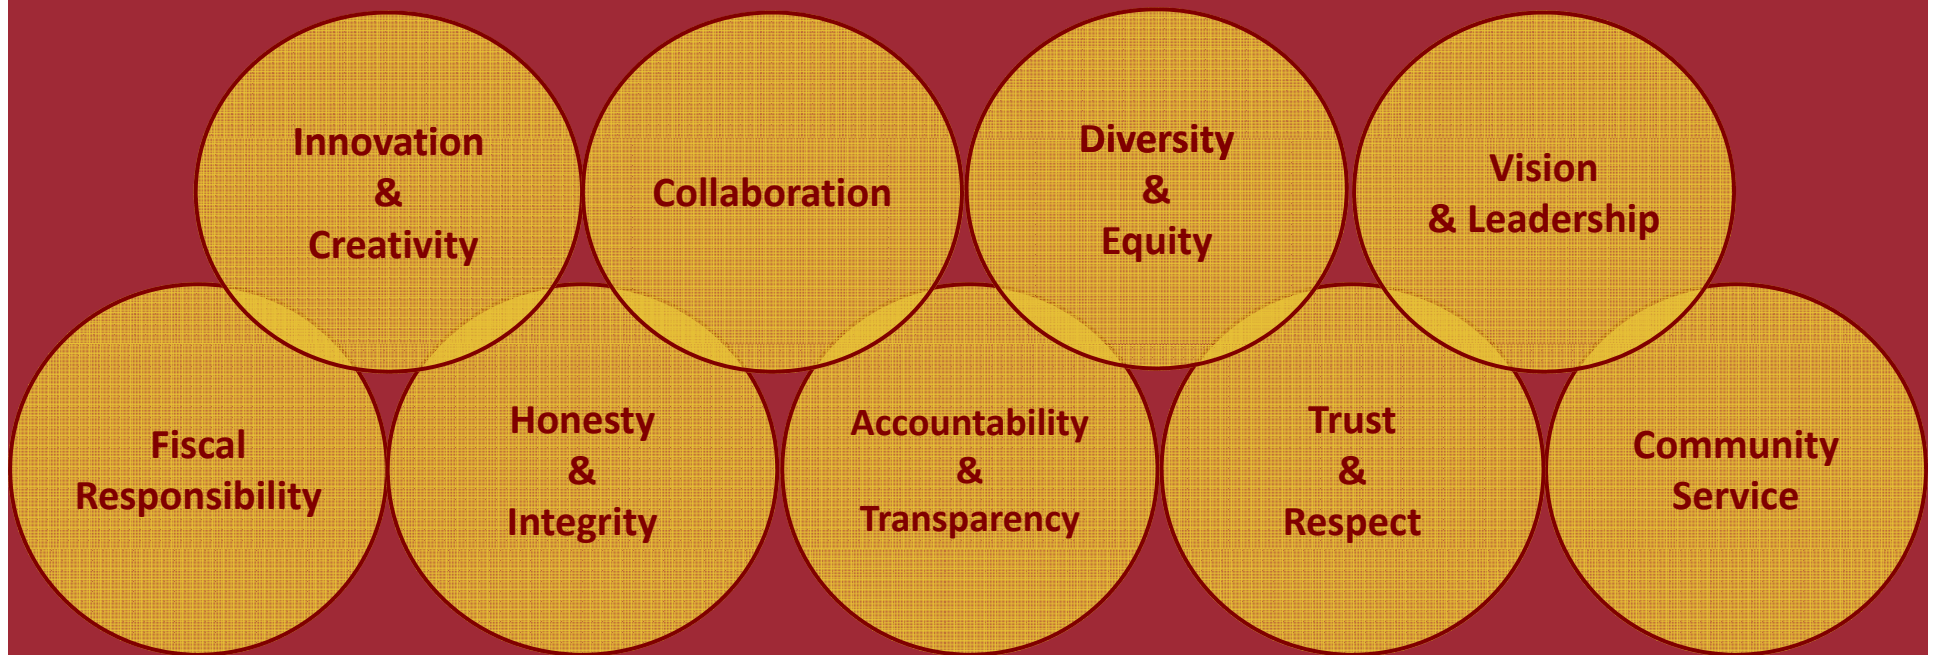 Innovation
&
Creativity
Collaboration
Diversity
&
Equity
Vision
& Leadership
Fiscal
Responsibility
Honesty
&
Integrity
Accountability
&
Transparency
Trust
&
Respect
Community
Service